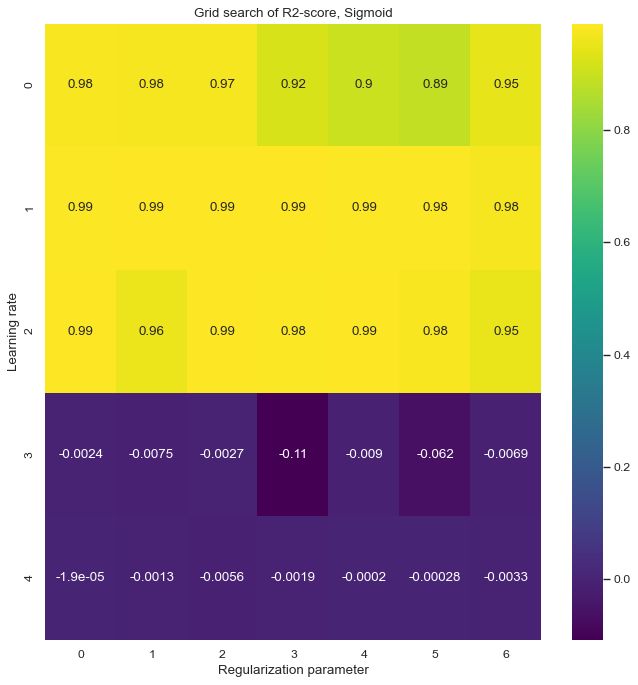 Grid search of R2-score, Sigmoid
0 0.98 0.98 0.97 0.92 0.9 0.89 0.95
1 0.99 0.99 0.99 0.99 0.99 0.98 0.98
2 0.99 0.96 0.99 0.98 0.99 0.98 0.95
3 -0.0024 -0.0075 -0.0027 -0.11 -0.009 -0.062 -0.0069
4 -1.9e-05 -0.0013 -0.0056 -0.0019 -0.0002 -0.00028 -0.0033
0 1 2 3 4 5 6
Regularization parameter
Learning rate
0.8
0.6
0.4
0.2
0.0